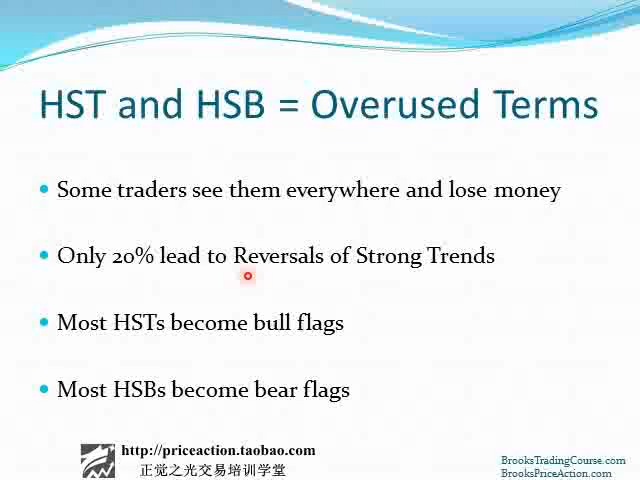 HST and HSB = Overused Terms
Some traders see them everywhere and lose money
Only 20% lead to Reversals of Strong Trends
Most HSTs become bull flags
Most HSBs become bear flags
http://priceaction.taobao.com
正觉之光交易培训学堂
BrooksTradingCourse.com
BrooksPriceAction.com